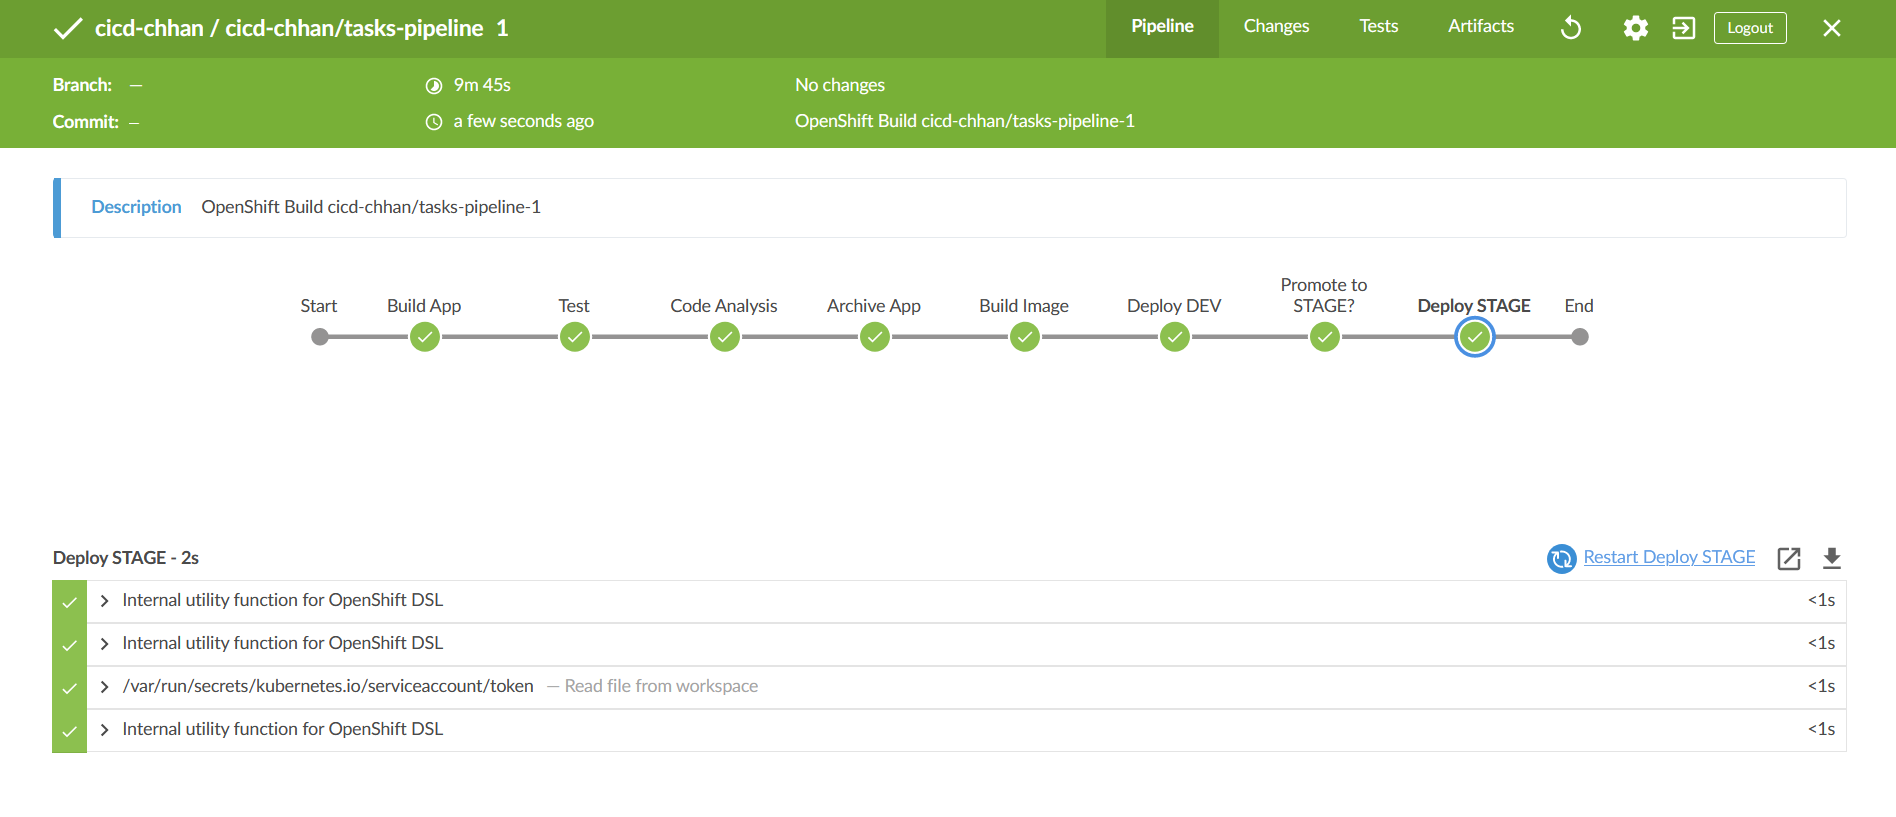 cicd-chhan / cicd-chhan/tasks-pipeline 1
Pipeline
Changes
Tests
Artifacts
Logout
Branch: —
9m 45s
No changes
Commit: —
a few seconds ago
OpenShift Build cicd-chhan/tasks-pipeline-1
Description OpenShift Build cicd-chhan/tasks-pipeline-1
Start
Build App
Test
Code Analysis
Archive App
Build Image
Deploy DEV
Promote to
STAGE?
Deploy STAGE
End
Deploy STAGE - 2s
Restart Deploy STAGE
Internal utility function for OpenShift DSL <1s
Internal utility function for OpenShift DSL <1s
/var/run/secrets/kubernetes.io/serviceaccount/token — Read file from workspace <1s
Internal utility function for OpenShift DSL <1s